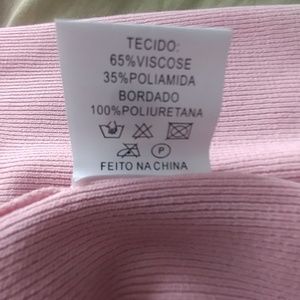 TECIDO:
65%VISCOSE
35%POLIAMIDA
BORDADO
100%POLIURETANA
P
FEITO NA CHINA